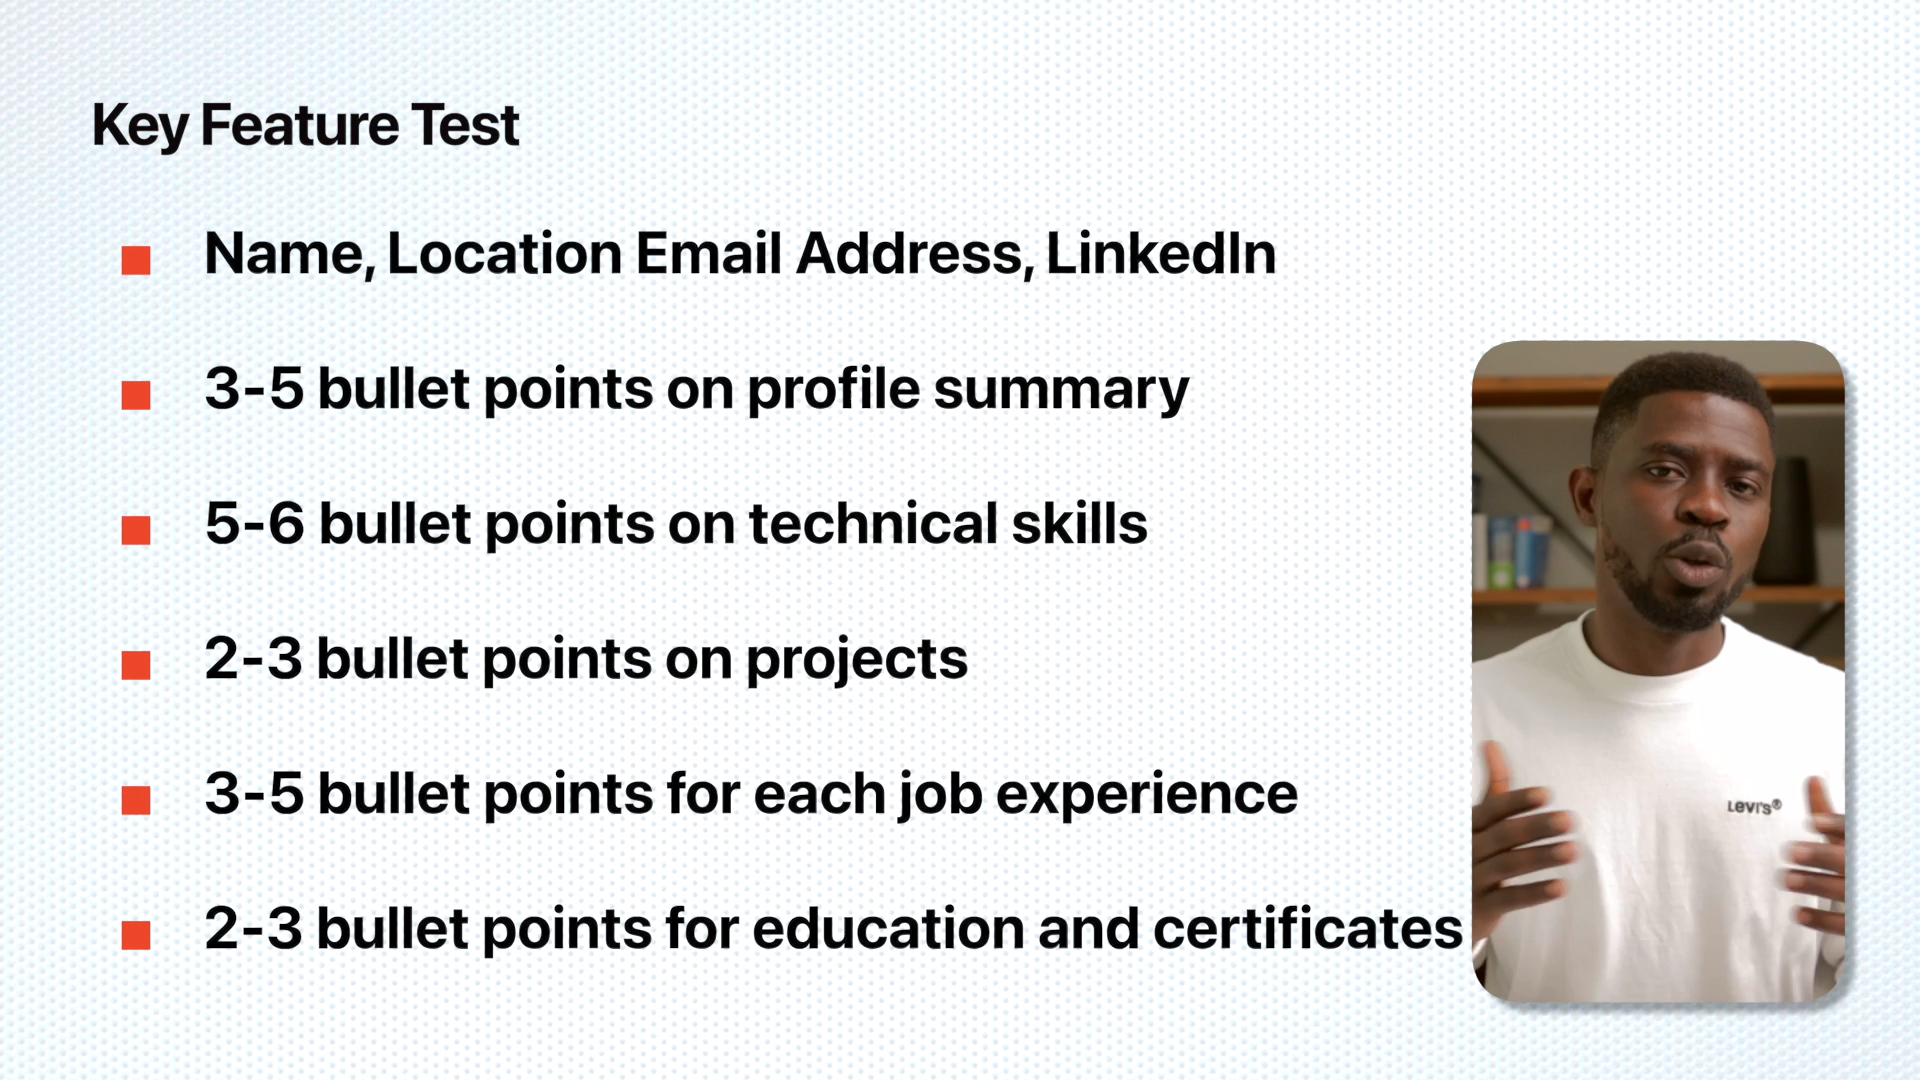 Key Feature Test
Name, Location Email Address, LinkedIn
3-5 bullet points on profile summary
5-6 bullet points on technical skills
2-3 bullet points on projects
3-5 bullet points for each job experience
2-3 bullet points for education and certificates
Levi's®